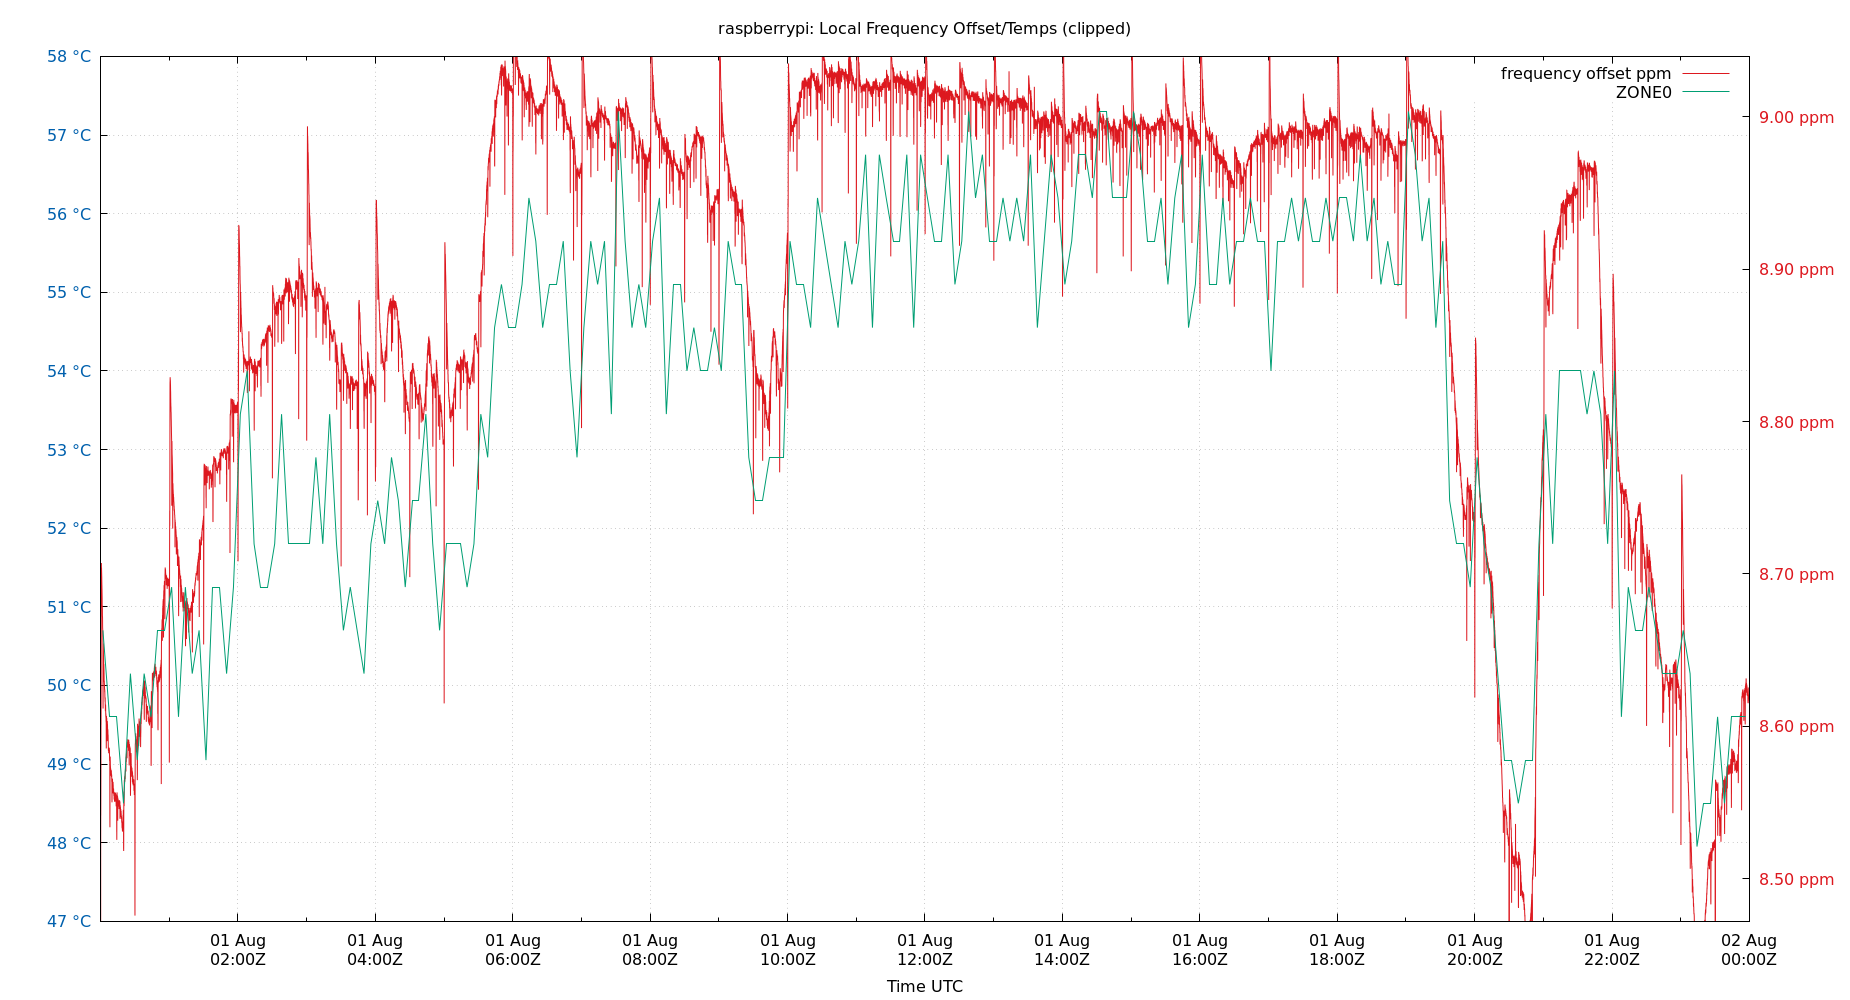 raspberrypi: Local Frequency Offset/Temps (clipped)
frequency offset ppm
ZONE0
58 °C
57 °C
56 °C
55 °C
54 °C
53 °C
52 °C
51 °C
50 °C
49 °C
48 °C
47 °C
9.00 ppm
8.90 ppm
8.80 ppm
8.70 ppm
8.60 ppm
8.50 ppm
01 Aug 01 Aug 01 Aug 01 Aug 01 Aug 01 Aug 01 Aug 01 Aug 01 Aug 01 Aug 01 Aug 02 Aug
02:00Z 04:00Z 06:00Z 08:00Z 10:00Z 12:00Z 14:00Z 16:00Z 18:00Z 20:00Z 22:00Z 00:00Z
Time UTC